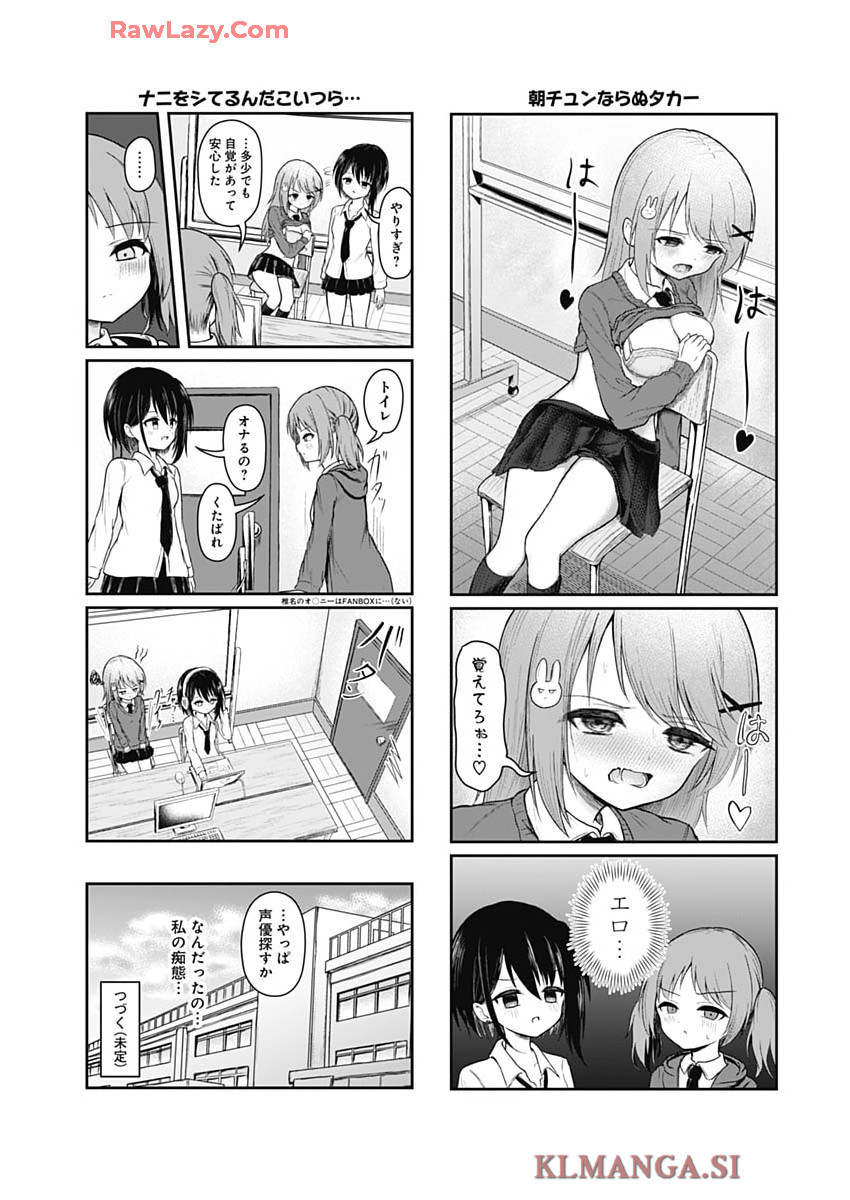 RawLazy.Com
朝チュンならぬタカー
はー
はー
覚えてろぉ…♡
はー♡
エロ…
ナニをシてるんだこいつら…
やりすぎ？
…多少でも
自覚があって
安心した
……
トイレ
オナるの？
くたばれ
椎名のオ〇ニーはFANBOXに…(ない)
バタン
…やっぱ
声優探すか
なんだったの…
私の痴態…
つづく(未定)
KLMANGA.SI